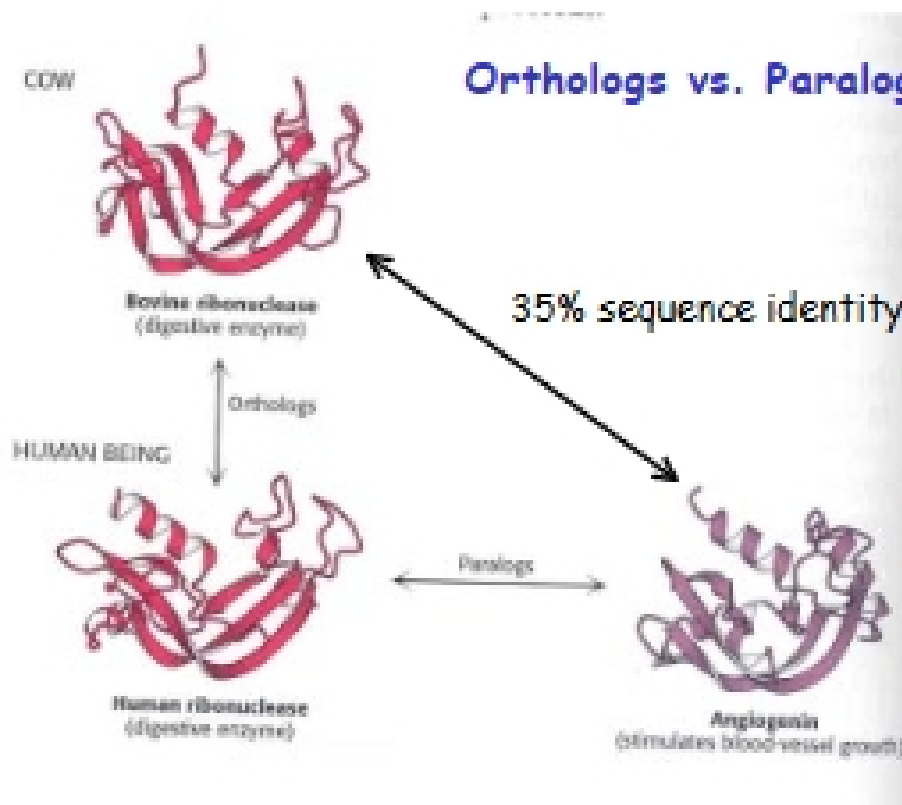 COW
Orthologs vs. Paralog
Bovine ribonuclease
(digestive enzyme)
35% sequence identity
Orthologs
HUMAN BEING
Paralogs
Human ribonuclease
(digestive enzyme)
Angiogenin
(stimulates blood-vessel growth)